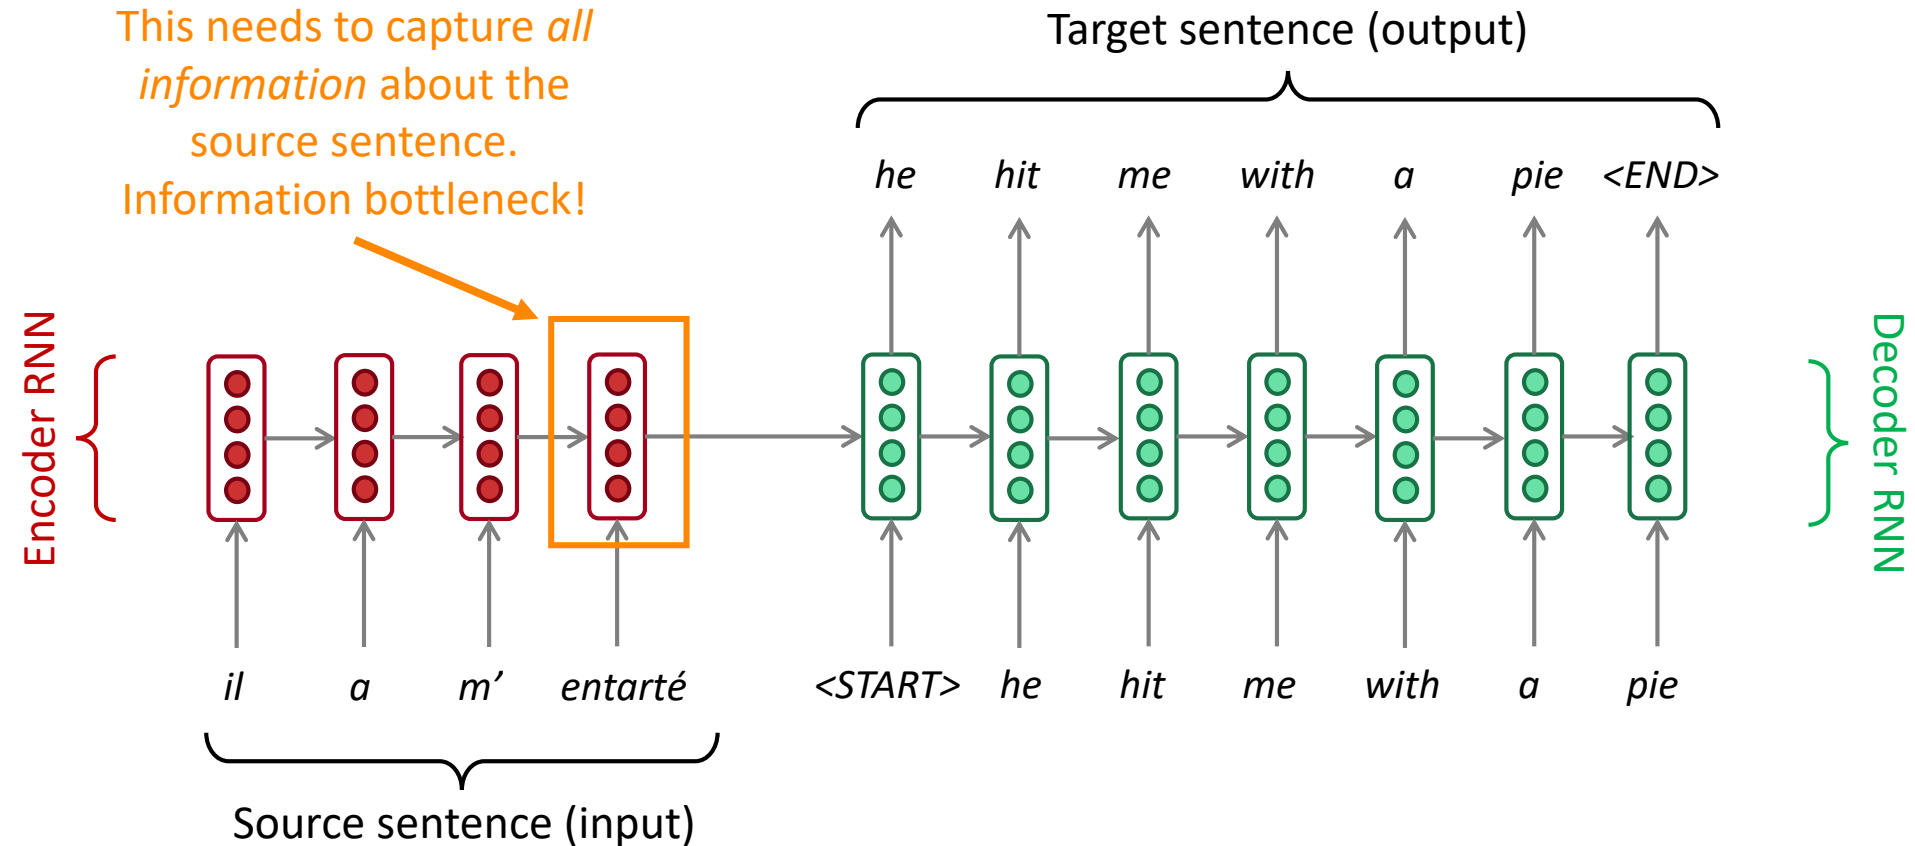 This needs to capture all
information about the
source sentence.
Information bottleneck!
Target sentence (output)
he hit me with a pie <END>
Encoder RNN
Decoder RNN
il a m’ entarté <START> he hit me with a pie
Source sentence (input)